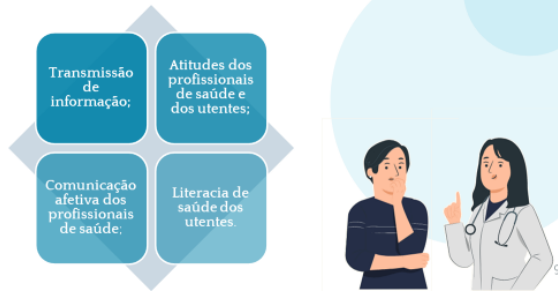 Transmissão
de
informação;
Atitudes dos
profissionais
de saúde e
dos utentes;
Comunicação
afetiva dos
profissionais
de saúde;
Literacia de
saúde dos
utentes.